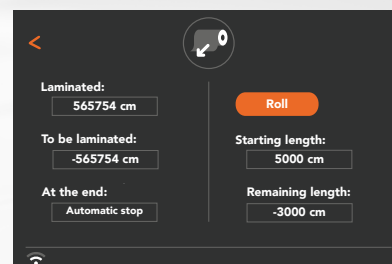 <
Laminated:
565754 cm
To be laminated:
-565754 cm
At the end:
Automatic stop
Roll
Starting length:
5000 cm
Remaining length:
-3000 cm